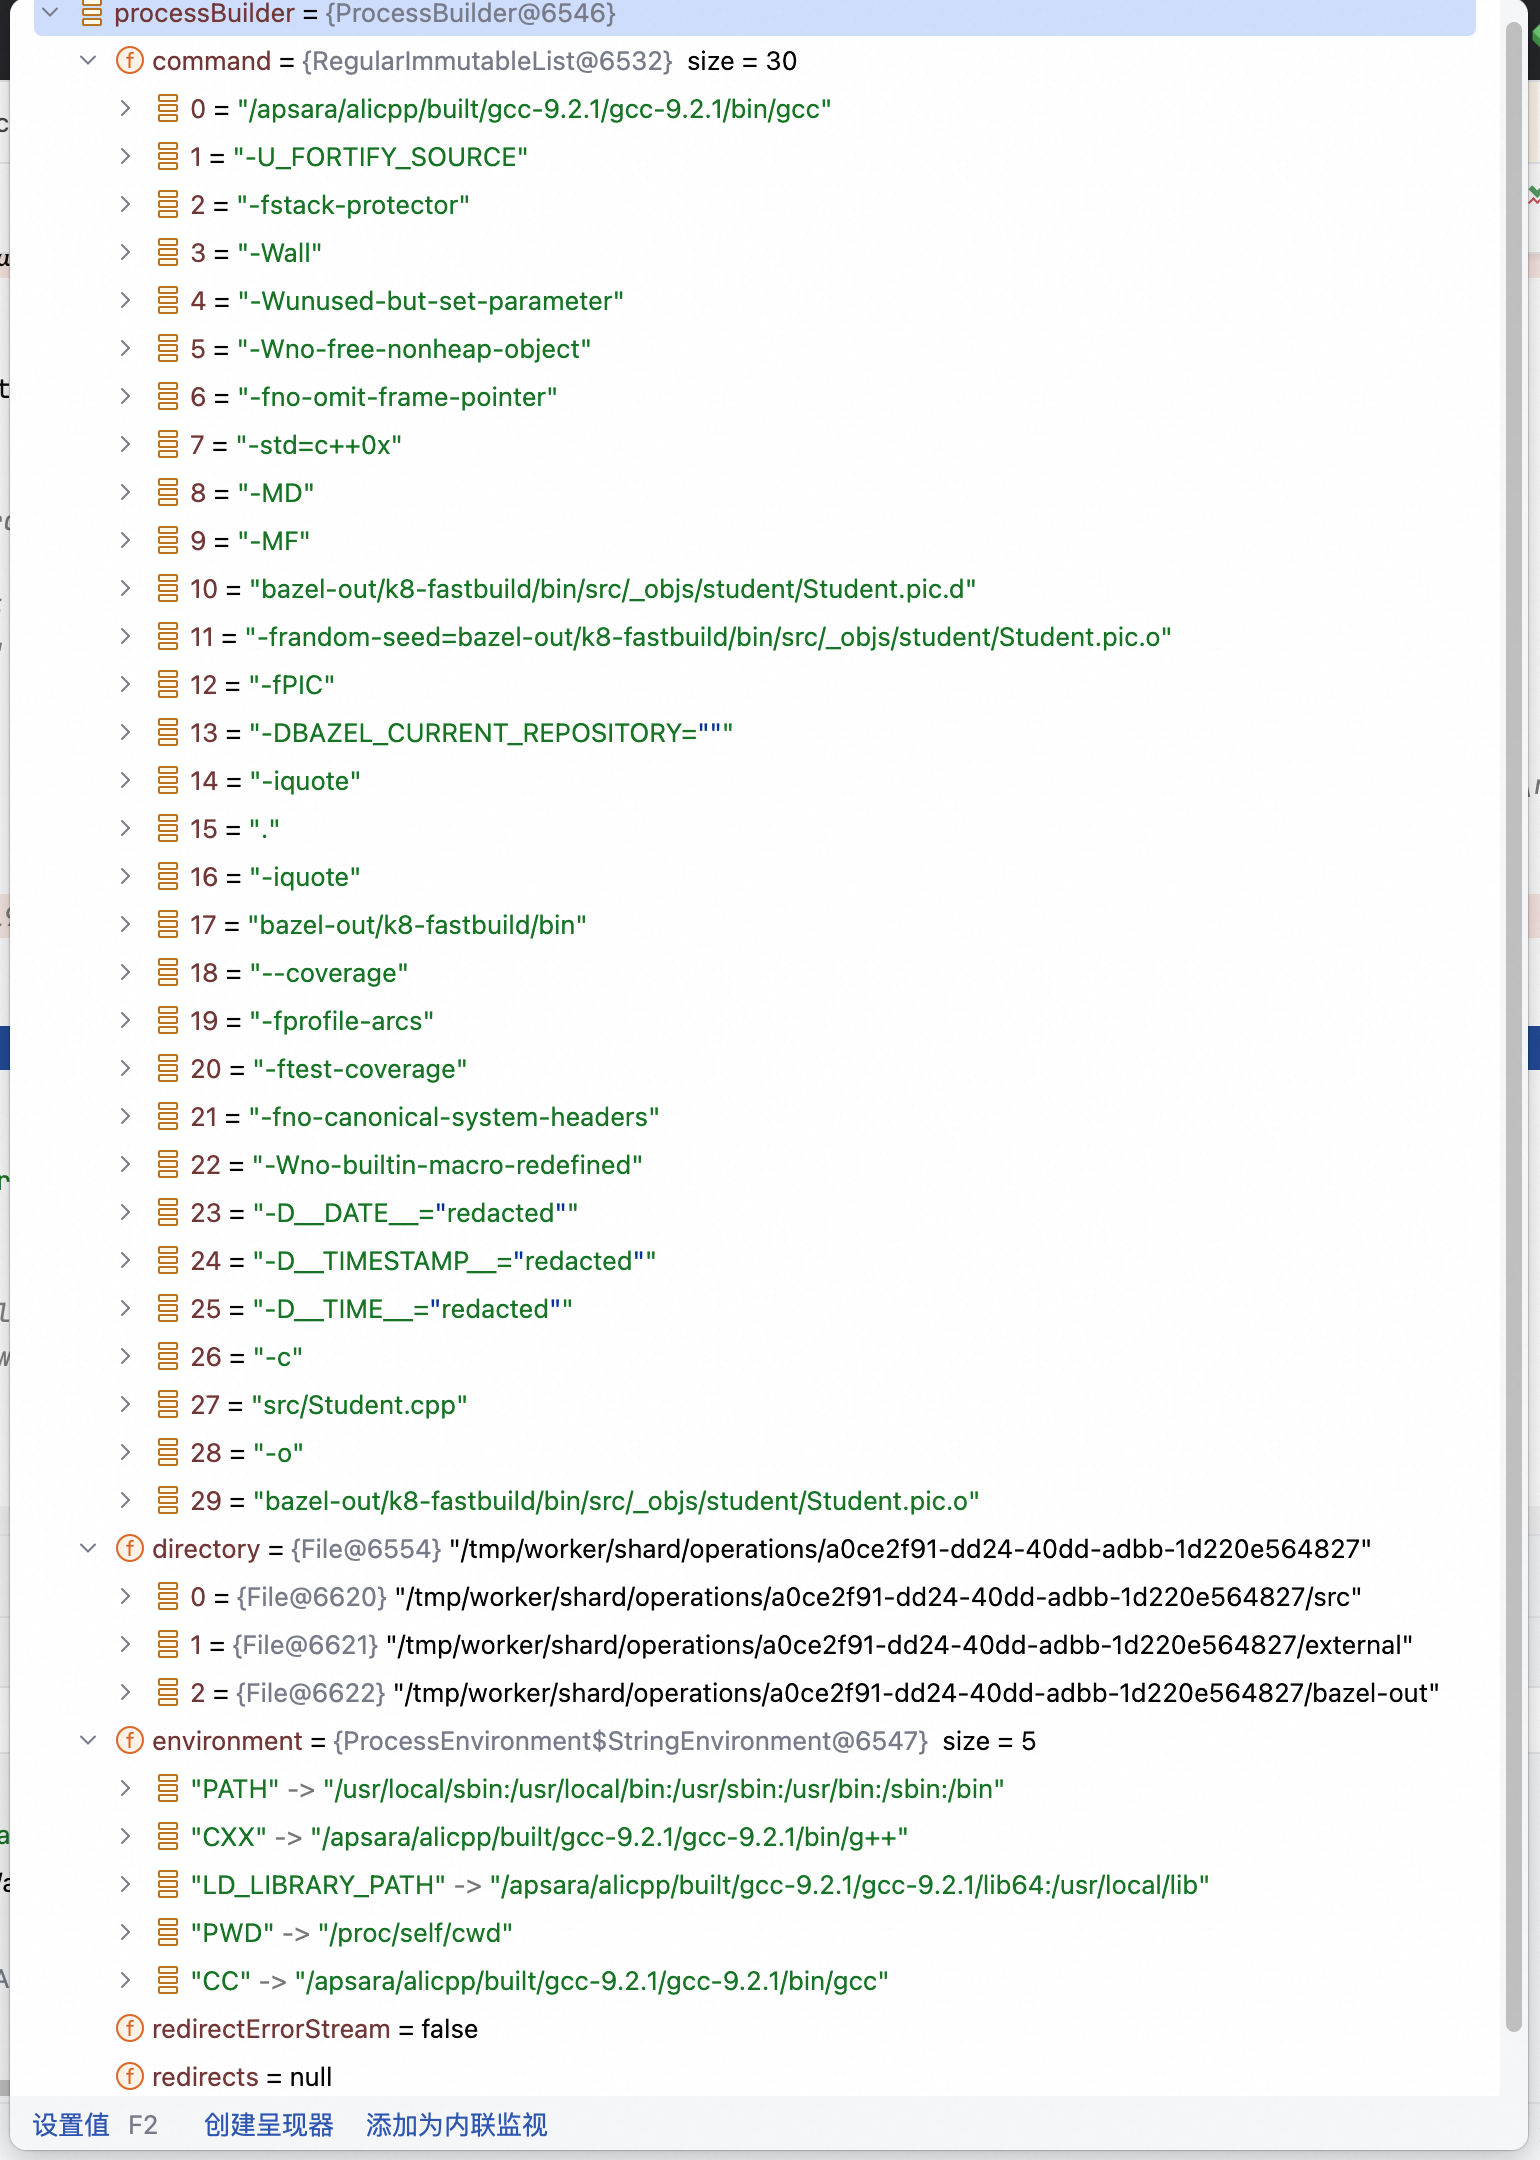 processBuilder = {ProcessBuilder@6546}
command = {RegularImmutableList@6532} size = 30
0 = "/apsara/alicpp/built/gcc-9.2.1/gcc-9.2.1/bin/gcc"
1 = "-U_FORTIFY_SOURCE"
2 = "-fstack-protector"
3 = "-Wall"
4 = "-Wunused-but-set-parameter"
5 = "-Wno-free-nonheap-object"
6 = "-fno-omit-frame-pointer"
7 = "-std=c++0x"
8 = "-MD"
9 = "-MF"
10 = "bazel-out/k8-fastbuild/bin/src/_objs/student/Student.pic.d"
11 = "-frandom-seed=bazel-out/k8-fastbuild/bin/src/_objs/student/Student.pic.o"
12 = "-fPIC"
13 = "-DBAZEL_CURRENT_REPOSITORY="""
14 = "-iquote"
15 = "."
16 = "-iquote"
17 = "bazel-out/k8-fastbuild/bin"
18 = "--coverage"
19 = "-fprofile-arcs"
20 = "-ftest-coverage"
21 = "-fno-canonical-system-headers"
22 = "-Wno-builtin-macro-redefined"
23 = "-D__DATE__="redacted""
24 = "-D__TIMESTAMP__="redacted""
25 = "-D__TIME__="redacted""
26 = "-c"
27 = "src/Student.cpp"
28 = "-o"
29 = "bazel-out/k8-fastbuild/bin/src/_objs/student/Student.pic.o"
directory = {File@6554} "/tmp/worker/shard/operations/a0ce2f91-dd24-40dd-adbb-1d220e564827"
0 = {File@6620} "/tmp/worker/shard/operations/a0ce2f91-dd24-40dd-adbb-1d220e564827/src"
1 = {File@6621} "/tmp/worker/shard/operations/a0ce2f91-dd24-40dd-adbb-1d220e564827/external"
2 = {File@6622} "/tmp/worker/shard/operations/a0ce2f91-dd24-40dd-adbb-1d220e564827/bazel-out"
environment = {ProcessEnvironment$StringEnvironment@6547} size = 5
"PATH" -> "/usr/local/sbin:/usr/local/bin:/usr/sbin:/usr/bin:/sbin:/bin"
"CXX" -> "/apsara/alicpp/built/gcc-9.2.1/gcc-9.2.1/bin/g++"
"LD_LIBRARY_PATH" -> "/apsara/alicpp/built/gcc-9.2.1/gcc-9.2.1/lib64:/usr/local/lib"
"PWD" -> "/proc/self/cwd"
"CC" -> "/apsara/alicpp/built/gcc-9.2.1/gcc-9.2.1/bin/gcc"
redirectErrorStream = false
redirects = null
设置值 F2 创建呈现器 添加为内联监视